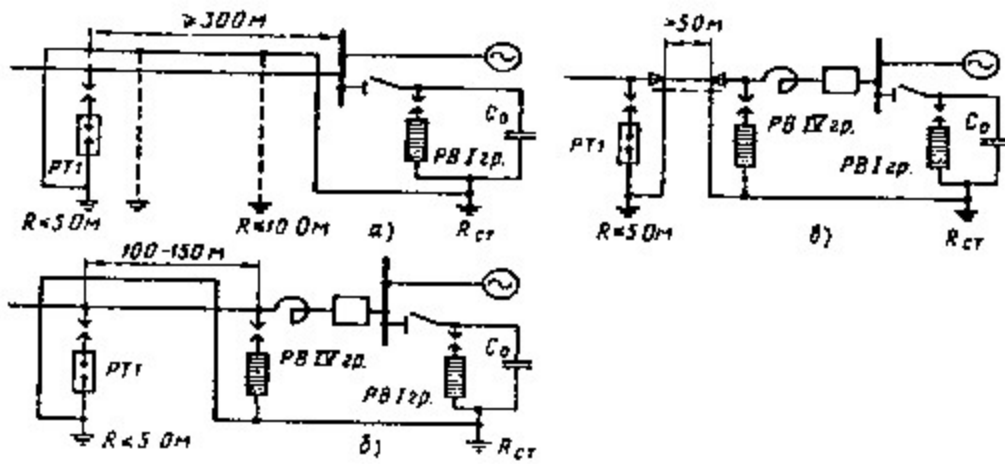 ⩾300 м
РТ1
РВ I гр.
C₀
R⩽5 Ом
R⩽10 Ом
а)
Rст
>50 м
РТ1
РВ IV гр.
РВ I гр.
C₀
R⩽5 Ом
в)
Rст
100-150 м
РТ1
РВ IV гр.
РВ I гр.
C₀
R⩽5 Ом
б)
Rст